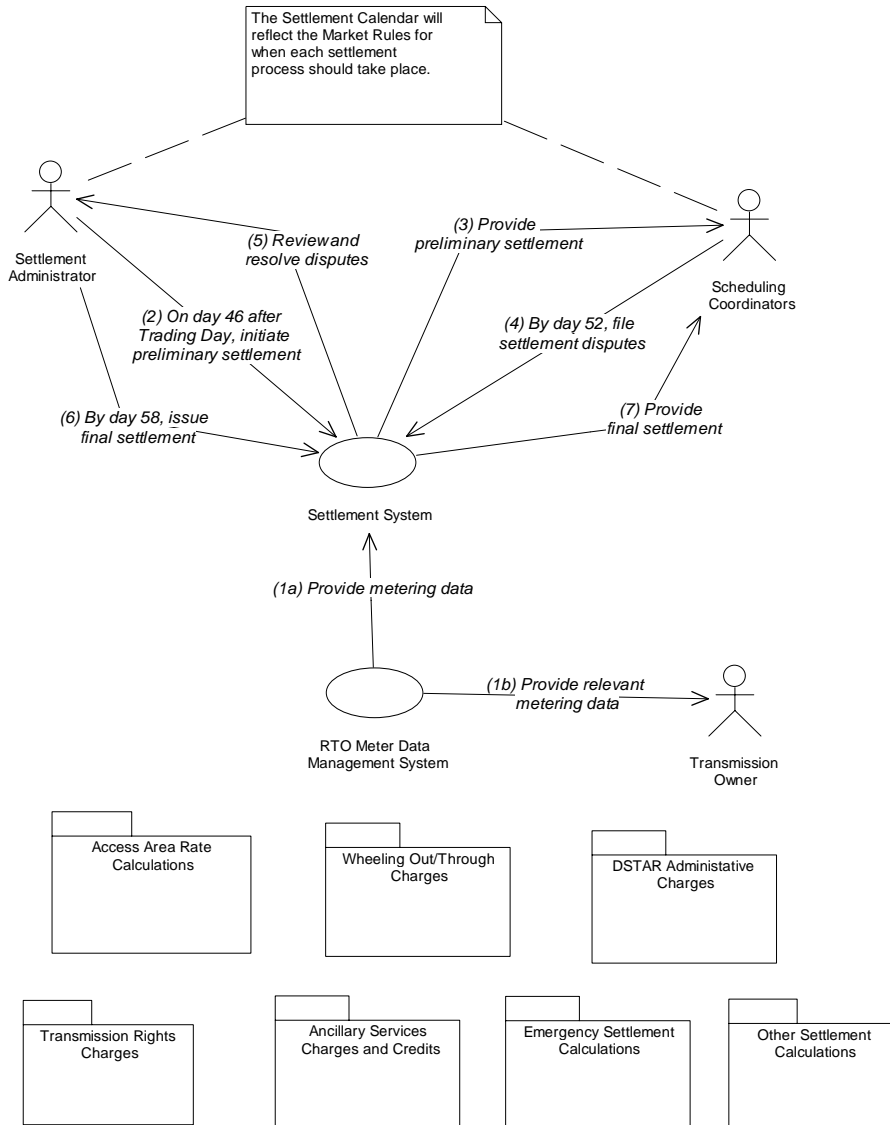 The Settlement Calendar will
reflect the Market Rules for
when each settlement
process should take place.
(5) Reviewand
resolve disputes
(3) Provide
preliminary settlement
Settlement
Administrator
Scheduling
Coordinators
(2) On day 46 after
Trading Day, initiate
preliminary settlement
(4) By day 52, file
settlement disputes
(6) By day 58, issue
final settlement
(7) Provide
final settlement
Settlement System
(1a) Provide metering data
(1b) Provide relevant
metering data
RTO Meter Data
Management System
Transmission
Owner
Access Area Rate
Calculations
Wheeling Out/Through
Charges
DSTAR Administative
Charges
Transmission Rights
Charges
Ancillary Services
Charges and Credits
Emergency Settlement
Calculations
Other Settlement
Calculations